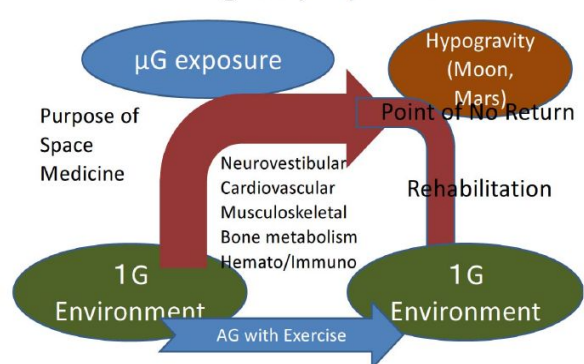 μG exposure
Hypogravity
(Moon,
Mars)
Point of No Return
Purpose of
Space
Medicine
Neurovestibular
Cardiovascular
Musculoskeletal
Bone metabolism
Hemato/Immuno
Rehabilitation
1G
Environment
1G
Environment
AG with Exercise